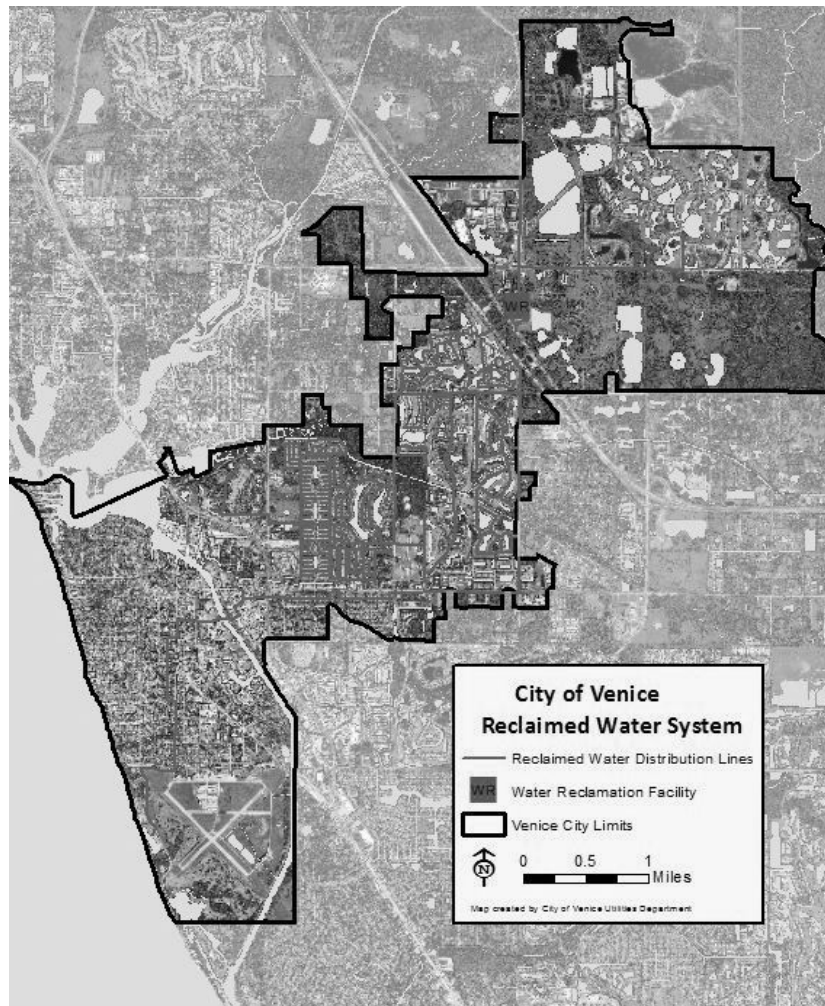 WR
City of Venice
Reclaimed Water System
Reclaimed Water Distribution Lines
WR Water Reclamation Facility
Venice City Limits
N
0 0.5 1
Miles
Map created by City of Venice Utilities Department